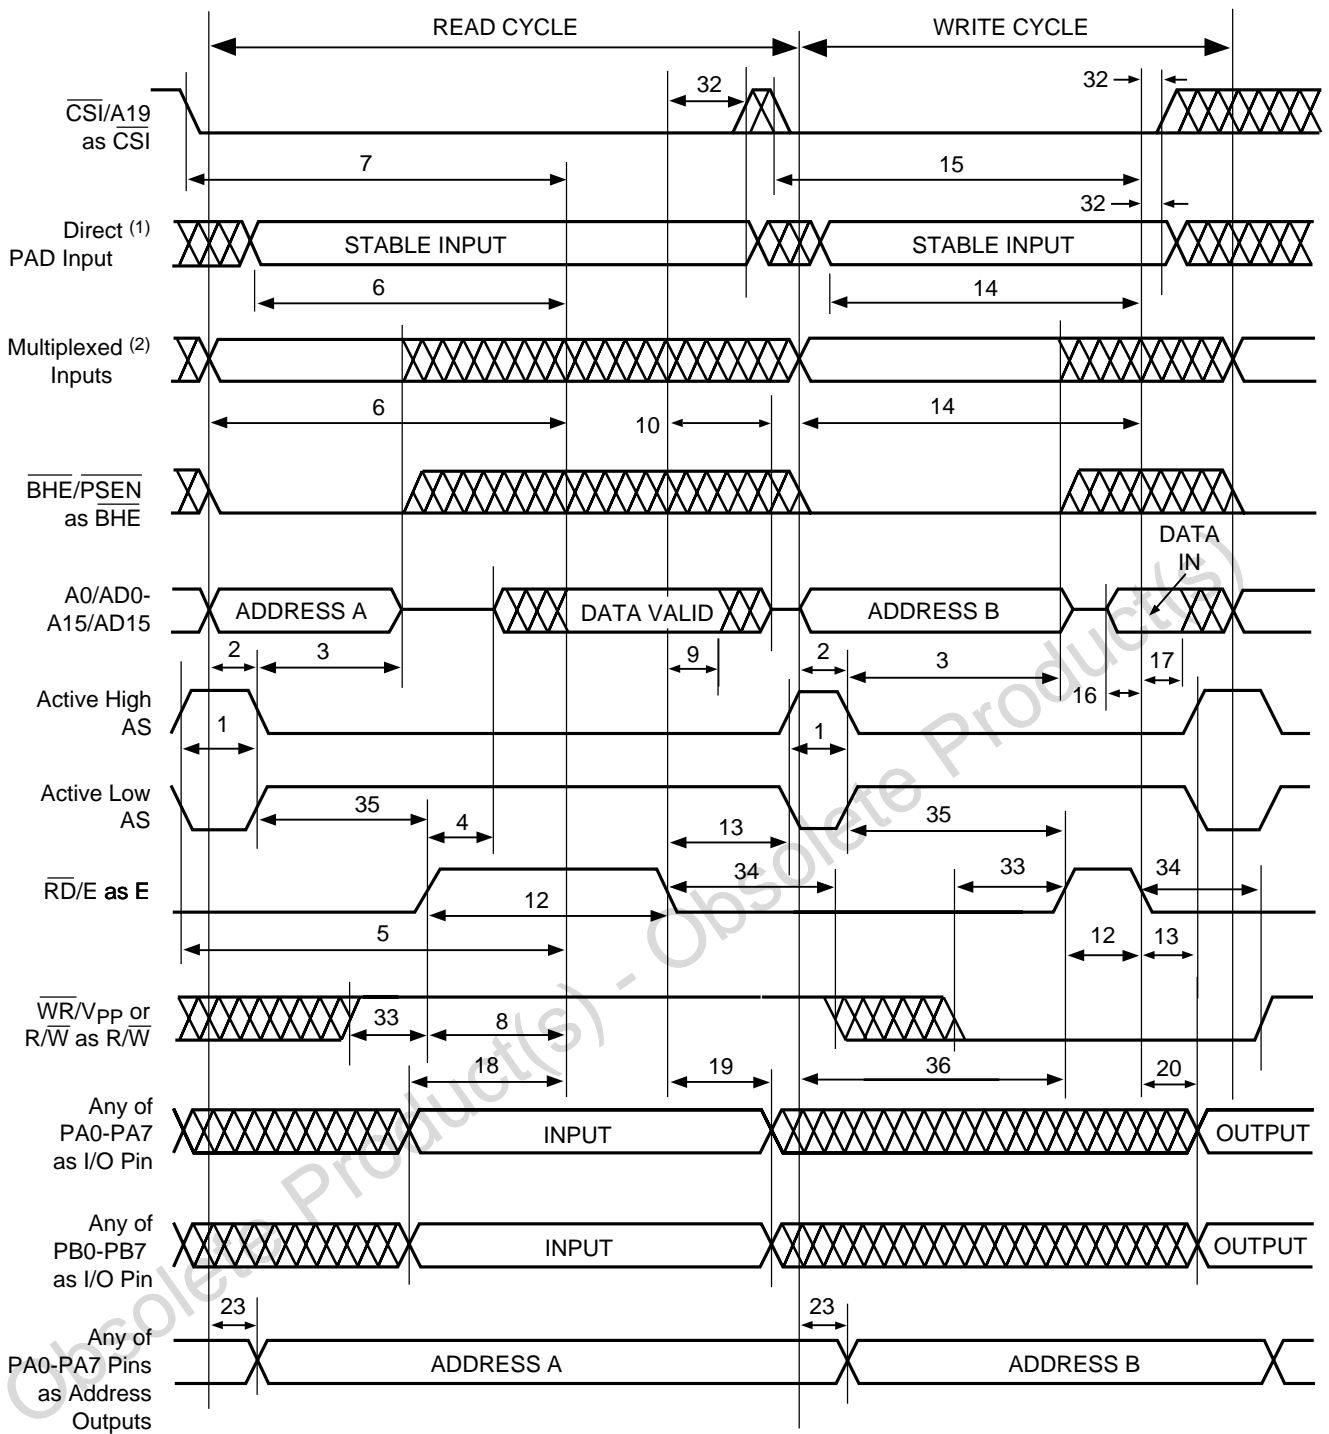 READ CYCLE
WRITE CYCLE
32
32
CSI/A19
as CSI
7
15
32
Direct (1)
PAD Input
STABLE INPUT
STABLE INPUT
6
14
Multiplexed (2)
Inputs
6
10
14
BHE/PSEN
as BHE
DATA
IN
A0/AD0-
A15/AD15
ADDRESS A
DATA VALID
ADDRESS B
2
3
9
2
3
17
16
Active High
AS
1
1
Active Low
AS
35
4
13
35
34
33
34
RD/E as E
12
5
12
13
WR/VPP or
R/W as R/W
33
8
18
19
36
20
Any of
PA0-PA7
as I/O Pin
INPUT
OUTPUT
Any of
PB0-PB7
as I/O Pin
INPUT
OUTPUT
23
23
Any of
PA0-PA7 Pins
as Address
Outputs
ADDRESS A
ADDRESS B
Obsolete Product(s) - Obsolete Product(s)